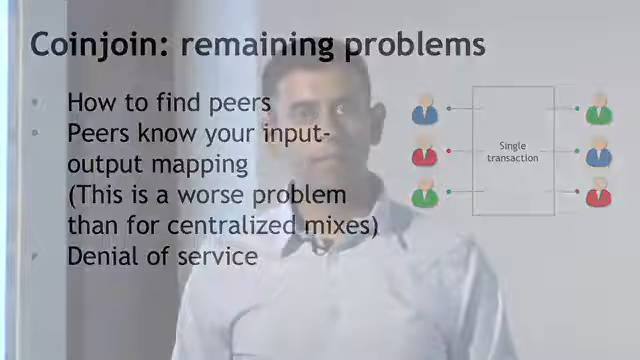 Coinjoin: remaining problems
How to find peers
Peers know your input-
output mapping
(This is a worse problem
than for centralized mixes)
Denial of service
Single
transaction